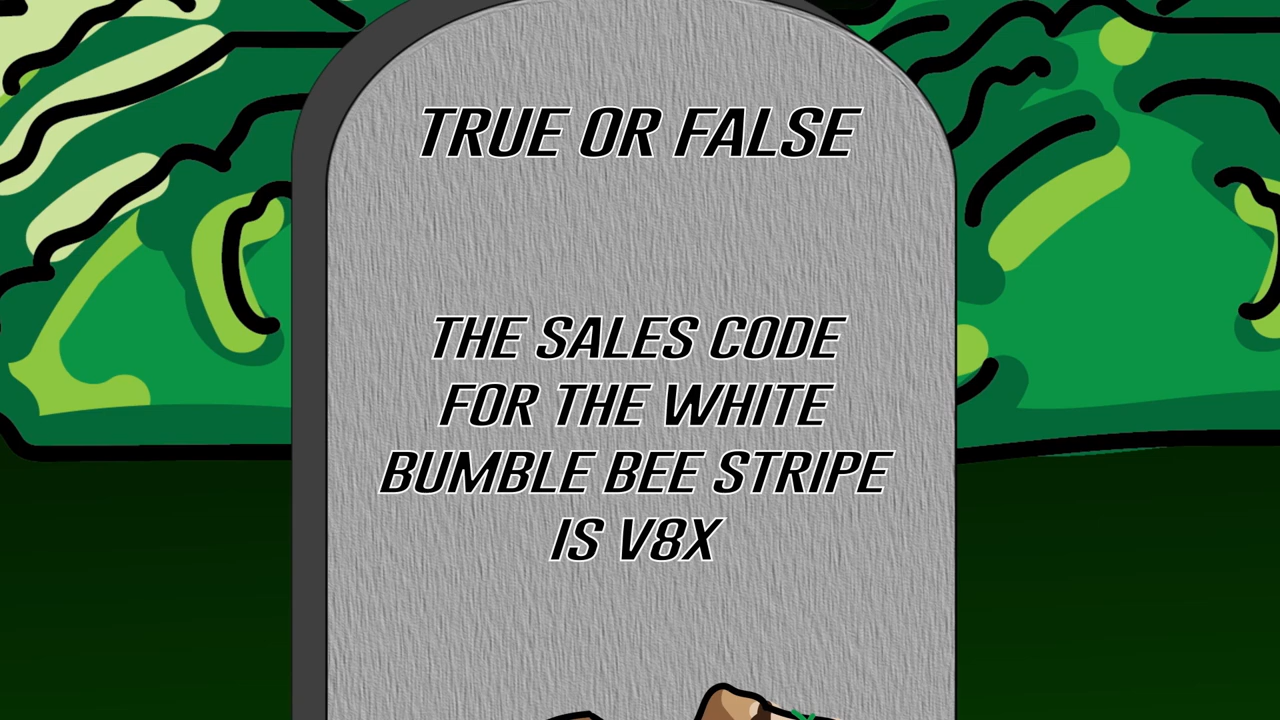 TRUE OR FALSE
THE SALES CODE
FOR THE WHITE
BUMBLE BEE STRIPE
IS V8X